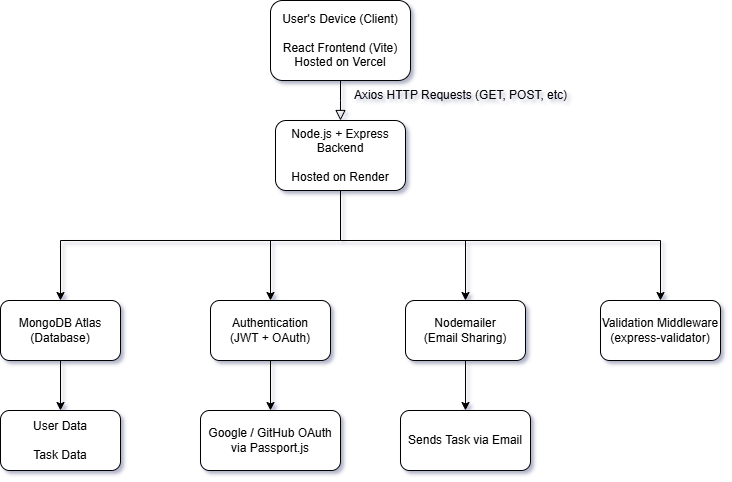 User's Device (Client)
React Frontend (Vite)
Hosted on Vercel
Axios HTTP Requests (GET, POST, etc)
Node.js + Express
Backend
Hosted on Render
MongoDB Atlas
(Database)
Authentication
(JWT + OAuth)
Nodemailer
(Email Sharing)
Validation Middleware
(express-validator)
User Data
Task Data
Google / GitHub OAuth
via Passport.js
Sends Task via Email